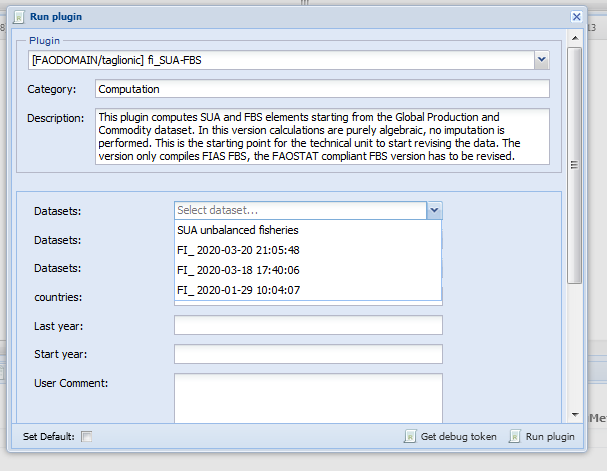 Run plugin
8
13
Plugin
[FAODOMAIN/taglionic] fi_SUA-FBS
Category:
Computation
Description:
This plugin computes SUA and FBS elements starting from the Global Production and
Commodity dataset. In this version calculations are purely algebraic, no imputation is
performed. This is the starting point for the technical unit to start revising the data. The
version only compiles FIAS FBS, the FAOSTAT compliant FBS version has to be revised.
Datasets:
Select dataset...
SUA unbalanced fisheries
Datasets:
FI_ 2020-03-20 21:05:48
Datasets:
FI_ 2020-03-18 17:40:06
countries:
FI_ 2020-01-29 10:04:07
Last year:
Start year:
User Comment:
Set Default:
Get debug token
Run plugin